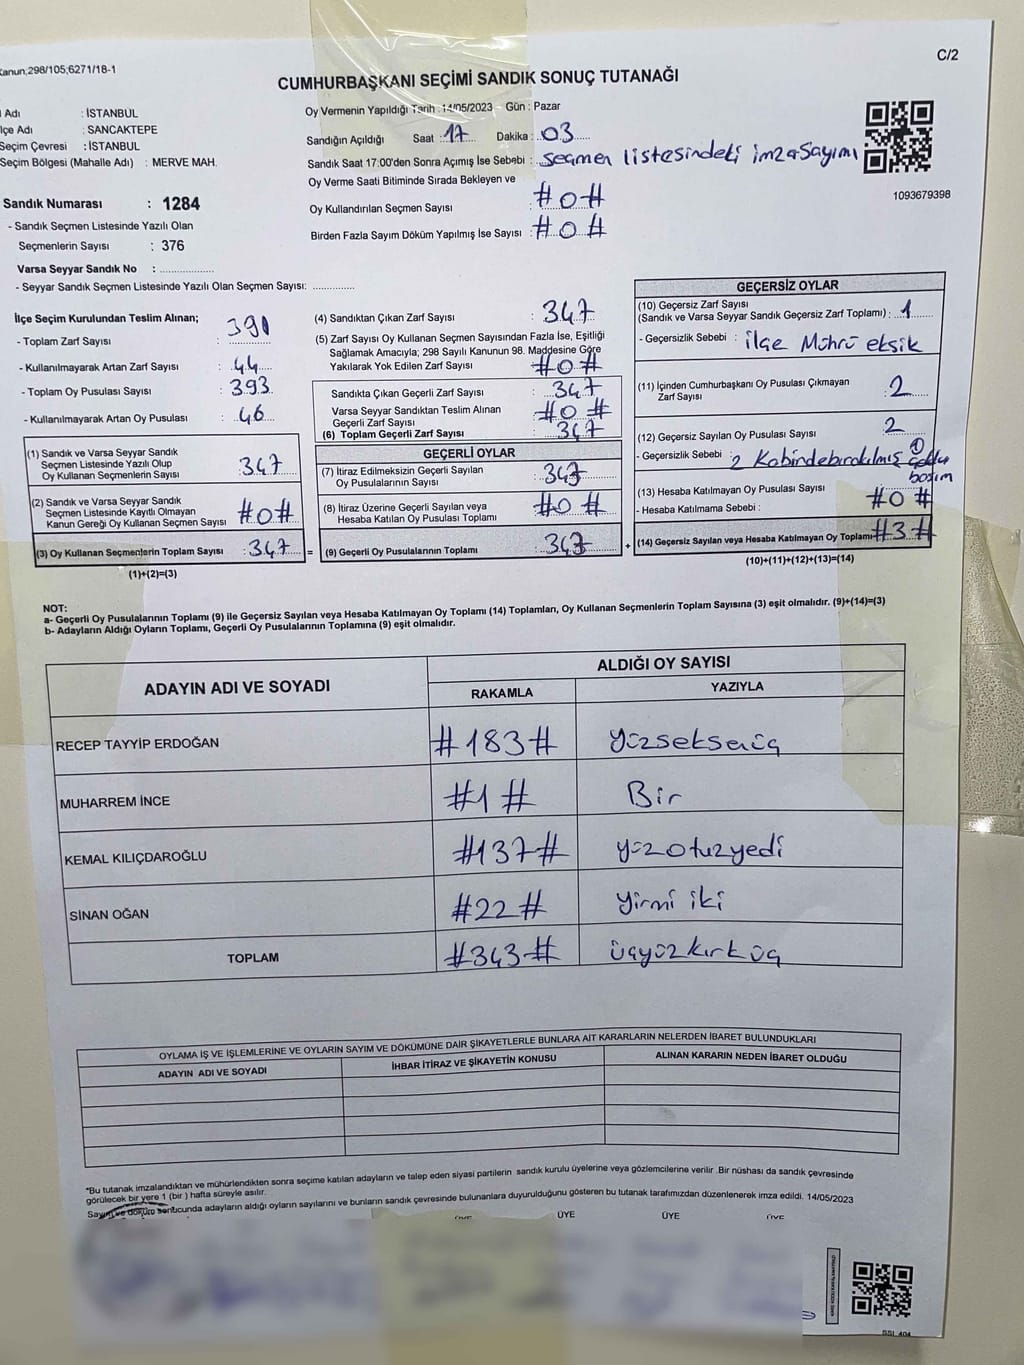 Kanun;298/105;6271/18-1
C/2
CUMHURBAŞKANI SEÇİMİ SANDIK SONUÇ TUTANAĞI
İl Adı : İSTANBUL
İlçe Adı : SANCAKTEPE
Seçim Çevresi : İSTANBUL
Seçim Bölgesi (Mahalle Adı) : MERVE MAH.
Oy Vermenin Yapıldığı Tarih : 14/05/2023 Gün : Pazar
Sandığın Açıldığı Saat : 17 Dakika : 03
Sandık Saat 17:00'den Sonra Açımış İse Sebebi : Seçmen listesindeki imza sayımı
Oy Verme Saati Bitiminde Sırada Bekleyen ve
Oy Kullandırılan Seçmen Sayısı : #0#
Birden Fazla Sayım Döküm Yapılmış İse Sayısı : #0#
1093679398
Sandık Numarası : 1284
- Sandık Seçmen Listesinde Yazılı Olan
Seçmenlerin Sayısı : 376
Varsa Seyyar Sandık No : ..................
- Seyyar Sandık Seçmen Listesinde Yazılı Olan Seçmen Sayısı: ..............
İlçe Seçim Kurulundan Teslim Alınan;
- Toplam Zarf Sayısı : 391
- Kullanılmayarak Artan Zarf Sayısı : 44
- Toplam Oy Pusulası Sayısı : 393
- Kullanılmayarak Artan Oy Pusulası : 46
(1) Sandık ve Varsa Seyyar Sandık
Seçmen Listesinde Yazılı Olup
Oy Kullanan Seçmenlerin Sayısı : 347
(2) Sandık ve Varsa Seyyar Sandık
Seçmen Listesinde Kayıtlı Olmayan
Kanun Gereği Oy Kullanan Seçmen Sayısı #0#
(3) Oy Kullanan Seçmenlerin Toplam Sayısı : 347 =
(1)+(2)=(3)
(4) Sandıktan Çıkan Zarf Sayısı : 347
(5) Zarf Sayısı Oy Kullanan Seçmen Sayısından Fazla İse, Eşitliği
Sağlamak Amacıyla; 298 Sayılı Kanunun 98. Maddesine Göre
Yakılarak Yok Edilen Zarf Sayısı : #0#
Sandıkta Çıkan Geçerli Zarf Sayısı : 347
Varsa Seyyar Sandıktan Teslim Alınan
Geçerli Zarf Sayısı : #0#
(6) Toplam Geçerli Zarf Sayısı : 347
GEÇERLİ OYLAR
(7) İtiraz Edilmeksizin Geçerli Sayılan
Oy Pusulalarının Sayısı : 343
(8) İtiraz Üzerine Geçerli Sayılan veya
Hesaba Katılan Oy Pusulası Toplamı : #0#
(9) Geçerli Oy Pusulalarının Toplamı : 343 +
GEÇERSİZ OYLAR
(10) Geçersiz Zarf Sayısı
(Sandık ve Varsa Seyyar Sandık Geçersiz Zarf Toplamı) : 1
- Geçersizlik Sebebi : ilçe Mührü eksik
(11) İçinden Cumhurbaşkanı Oy Pusulası Çıkmayan
Zarf Sayısı : 2
(12) Geçersiz Sayılan Oy Pusulası Sayısı : 2
- Geçersizlik Sebebi : 2 Kabinde bırakılmış ① çoklu
basım
(13) Hesaba Katılmayan Oy Pusulası Sayısı : #0#
- Hesaba Katılmama Sebebi :
(14) Geçersiz Sayılan veya Hesaba Katılmayan Oy Toplamı #3#
(10)+(11)+(12)+(13)=(14)
NOT:
a- Geçerli Oy Pusulalarının Toplamı (9) ile Geçersiz Sayılan veya Hesaba Katılmayan Oy Toplamı (14) Toplamları, Oy Kullanan Seçmenlerin Toplam Sayısına (3) eşit olmalıdır. (9)+(14)=(3)
b- Adayların Aldığı Oyların Toplamı, Geçerli Oy Pusulalarının Toplamına (9) eşit olmalıdır.
ADAYIN ADI VE SOYADI ALDIĞI OY SAYISI
RAKAMLA YAZIYLA
RECEP TAYYİP ERDOĞAN #183# yüzseksenüç
MUHARREM İNCE #1# Bir
KEMAL KILIÇDAROĞLU #137# yüzotuzyedi
SİNAN OĞAN #22# yirmi iki
TOPLAM #343# üçyüzkırküç
OYLAMA İŞ VE İŞLEMLERİNE VE OYLARIN SAYIM VE DÖKÜMÜNE DAİR ŞİKAYETLERLE BUNLARA AİT KARARLARIN NELERDEN İBARET BULUNDUKLARI
ADAYIN ADI VE SOYADI İHBAR İTİRAZ VE ŞİKAYETİN KONUSU ALINAN KARARIN NEDEN İBARET OLDUĞU
*Bu tutanak imzalandıktan ve mühürlendikten sonra seçime katılan adayların ve talep eden siyasi partilerin sandık kurulu üyelerine veya gözlemcilerine verilir .Bir nüshası da sandık çevresinde
görülecek bir yere 1 (bir ) hafta süreyle asılır.
Sayım ve döküm sonucunda adayların aldığı oyların sayılarını ve bunların sandık çevresinde bulunanlara duyurulduğunu gösteren bu tutanak tarafımızdan düzenlenerek imza edildi. 14/05/2023
ÜYE ÜYE ÜYE ÜYE